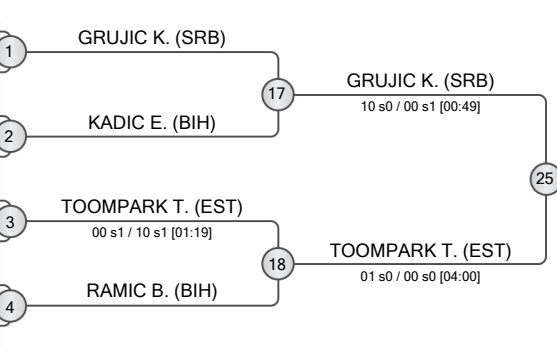 1
GRUJIC K. (SRB)
17
2
KADIC E. (BIH)
GRUJIC K. (SRB)
10 s0 / 00 s1 [00:49]
25
3
TOOMPARK T. (EST)
00 s1 / 10 s1 [01:19]
18
4
RAMIC B. (BIH)
TOOMPARK T. (EST)
01 s0 / 00 s0 [04:00]